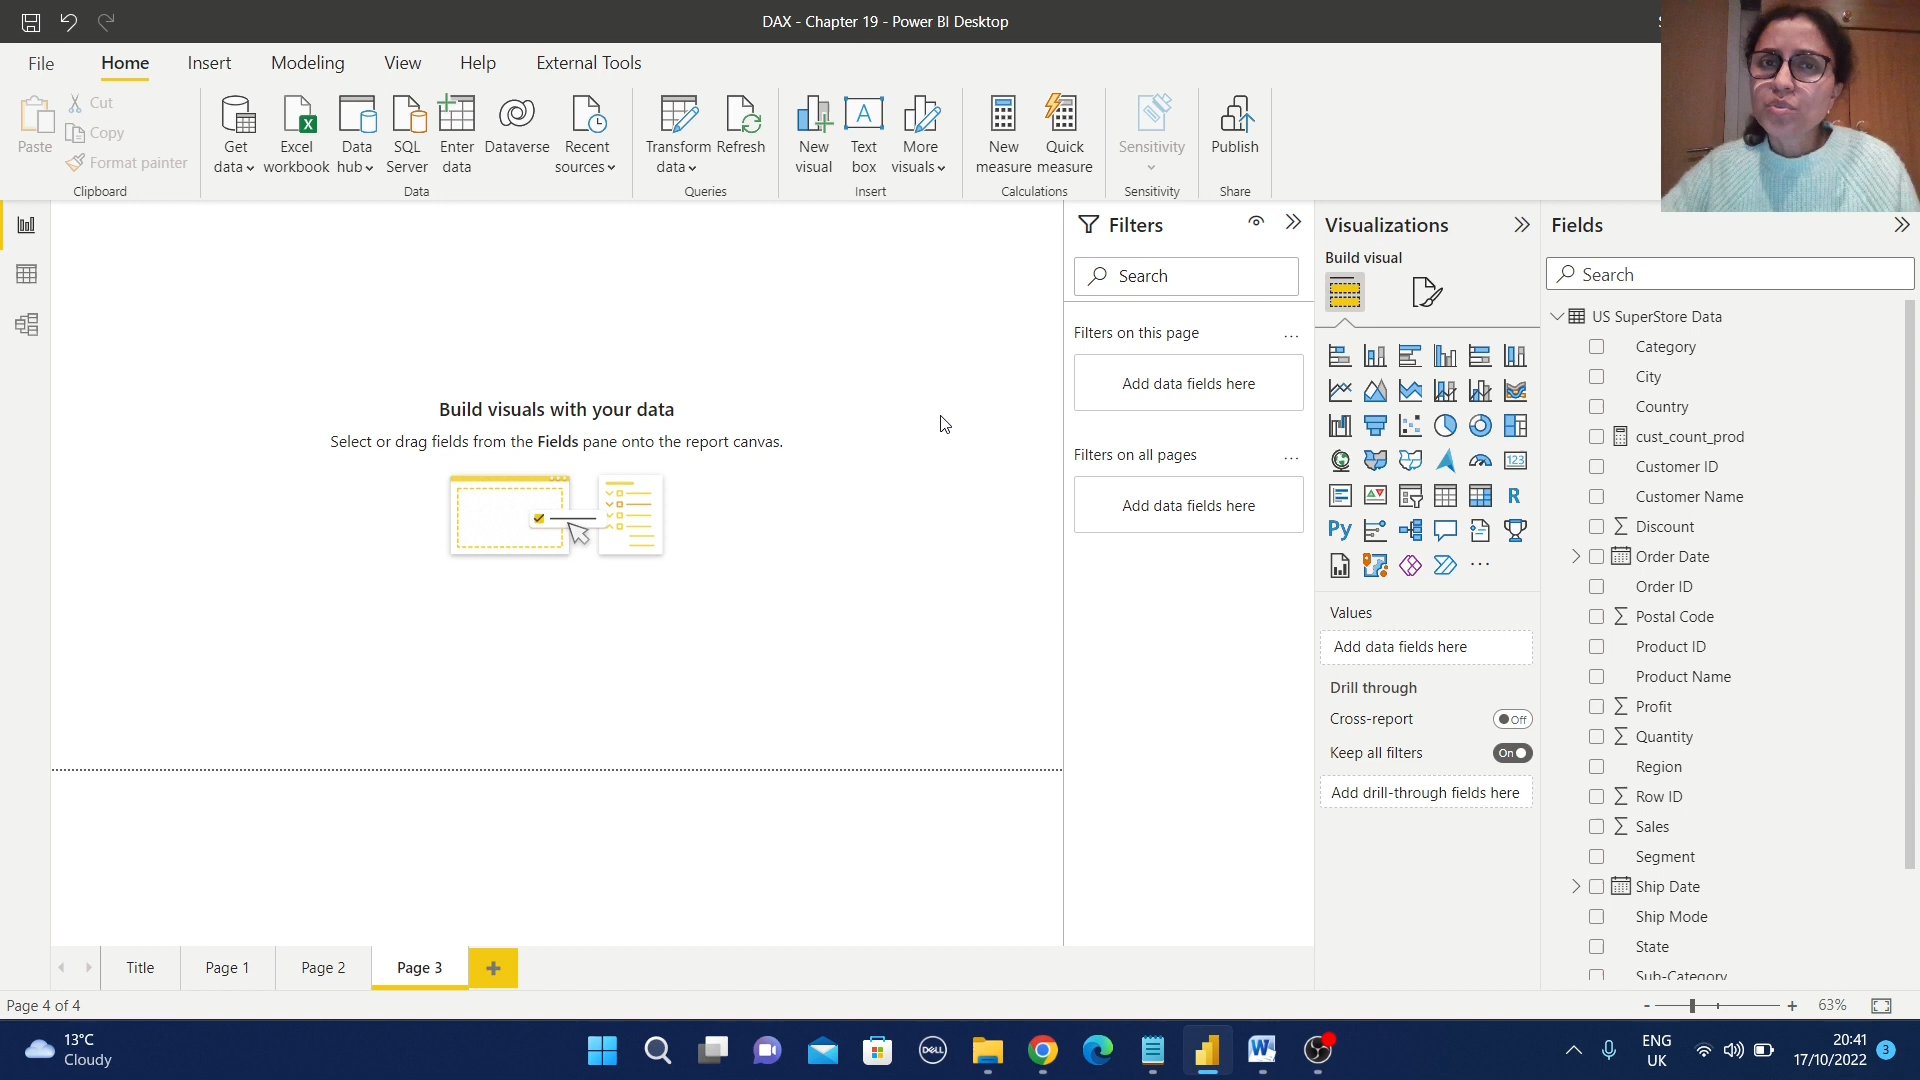 DAX - Chapter 19 - Power BI Desktop
File
Home
Insert
Modeling
View
Help
External Tools
Paste
Cut
Copy
Format painter
Clipboard
Get data
Excel workbook
Data hub
SQL Server
Enter data
Dataverse
Recent sources
Data
Transform data
Refresh
Queries
New visual
Text box
More visuals
Insert
New measure
Quick measure
Calculations
Sensitivity
Sensitivity
Publish
Share
Build visuals with your data
Select or drag fields from the Fields pane onto the report canvas.
Filters
Search
Filters on this page
...
Add data fields here
Filters on all pages
...
Add data fields here
Visualizations
Build visual
123
R
Py
...
Values
Add data fields here
Drill through
Cross-report
Off
Keep all filters
On
Add drill-through fields here
Fields
Search
US SuperStore Data
Category
City
Country
cust_count_prod
Customer ID
Customer Name
∑ Discount
Order Date
Order ID
∑ Postal Code
Product ID
Product Name
∑ Profit
∑ Quantity
Region
∑ Row ID
∑ Sales
Segment
Ship Date
Ship Mode
State
Sub-Category
Title
Page 1
Page 2
Page 3
+
Page 4 of 4
- + 63%
13°C
Cloudy
DELL
W
ENG
UK
20:41
17/10/2022
3